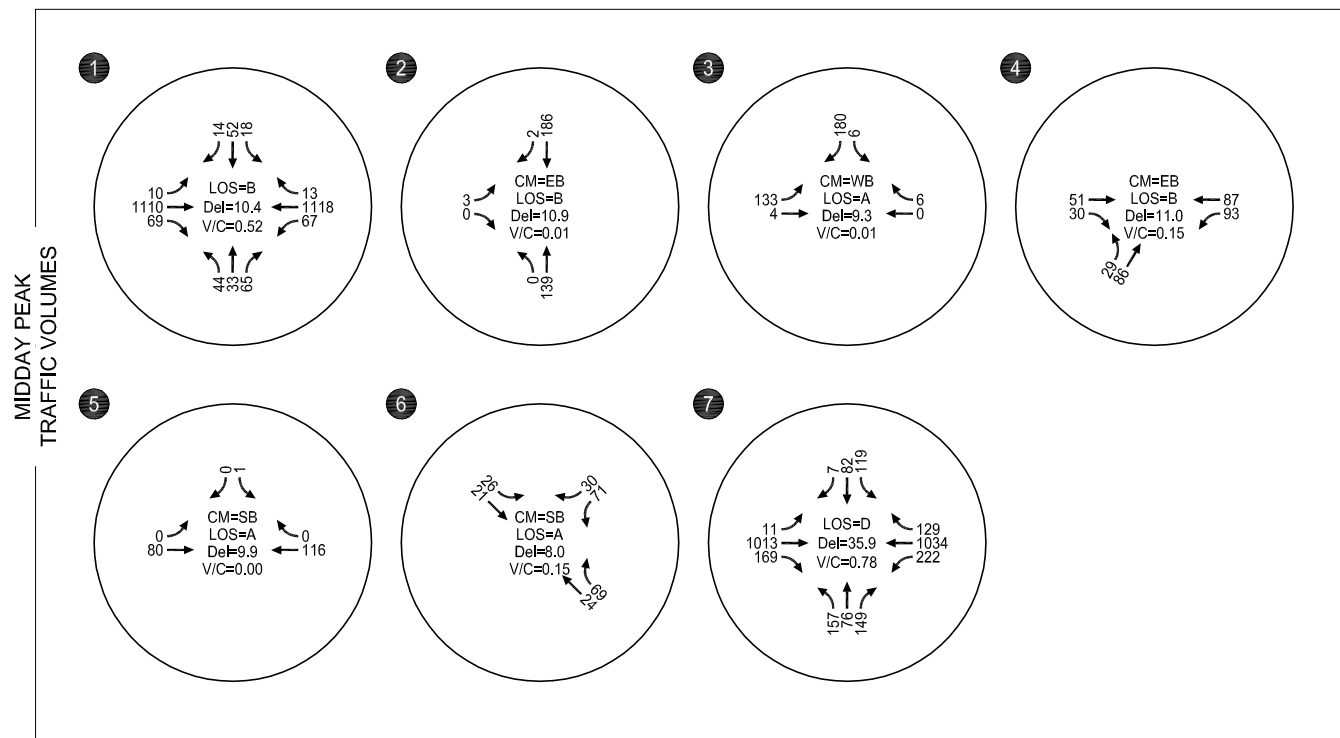 MIDDAY PEAK
TRAFFIC VOLUMES
1
14 52 18
10
1110
69
LOS=B
Del=10.4
V/C=0.52
13
1118
67
44 33 65
2
2 186
3
0
CM=EB
LOS=B
Del=10.9
V/C=0.01
0 139
3
180 6
133
4
CM=WB
LOS=A
Del=9.3
V/C=0.01
6
0
4
51
30
CM=EB
LOS=B
Del=11.0
V/C=0.15
87
93
29 86
5
0 1
0
80
CM=SB
LOS=A
Del=9.9
V/C=0.00
0
116
6
26
21
30
71
CM=SB
LOS=A
Del=8.0
V/C=0.15
69
24
7
7 82 119
11
1013
169
LOS=D
Del=35.9
V/C=0.78
129
1034
222
157 76 149